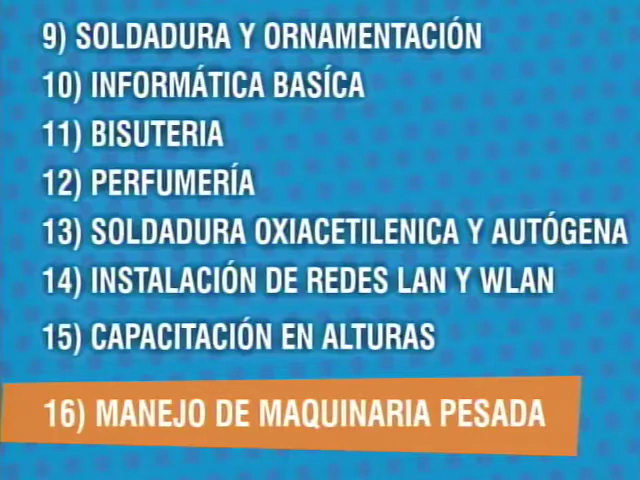 9) SOLDADURA Y ORNAMENTACIÓN
10) INFORMÁTICA BASÍCA
11) BISUTERIA
12) PERFUMERÍA
13) SOLDADURA OXIACETILENICA Y AUTÓGENA
14) INSTALACIÓN DE REDES LAN Y WLAN
15) CAPACITACIÓN EN ALTURAS
16) MANEJO DE MAQUINARIA PESADA